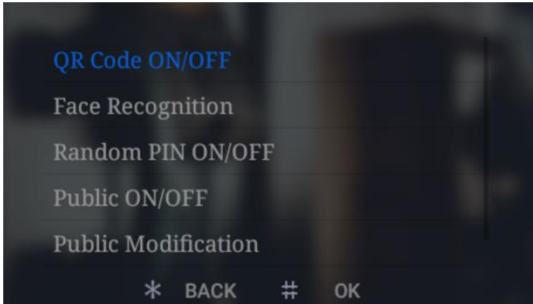 QR Code ON/OFF
Face Recognition
Random PIN ON/OFF
Public ON/OFF
Public Modification
* BACK # OK